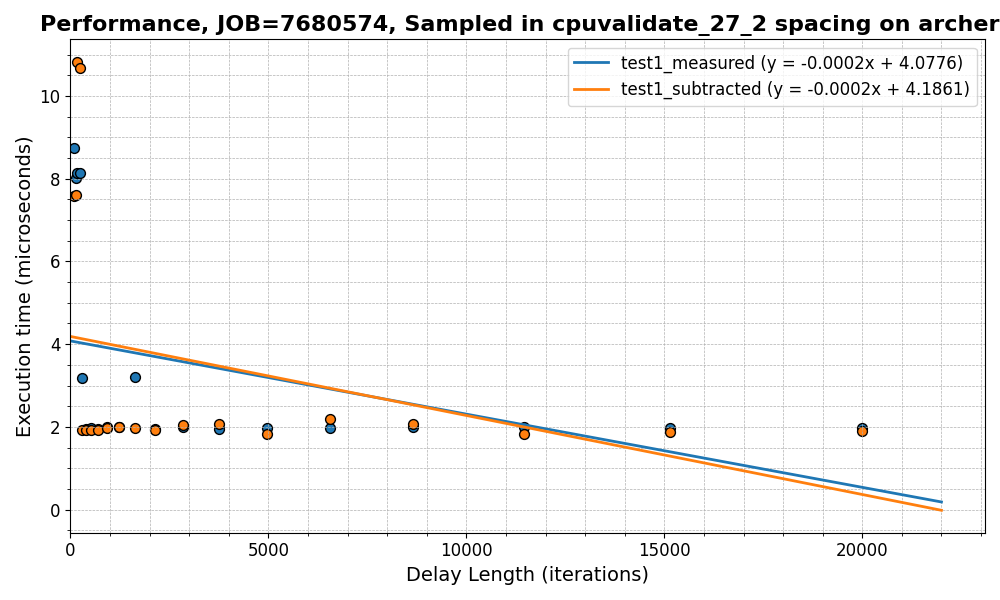 Performance, JOB=7680574, Sampled in cpuvalidate_27_2 spacing on archer
test1_measured (y = -0.0002x + 4.0776)
test1_subtracted (y = -0.0002x + 4.1861)
Execution time (microseconds)
10
8
6
4
2
0
0 5000 10000 15000 20000
Delay Length (iterations)